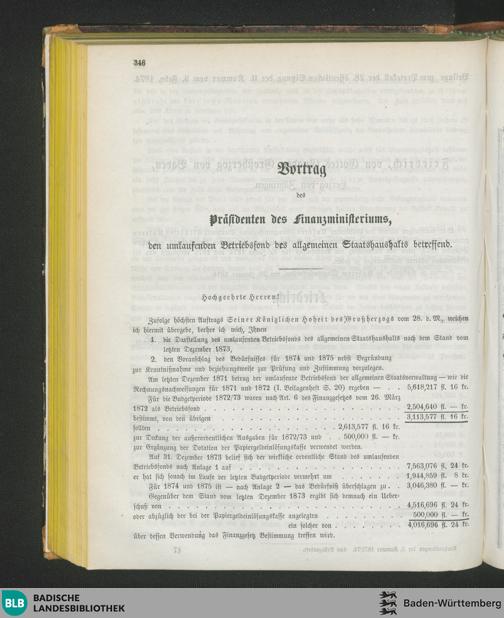 346
Vortrag
des
Präsidenten des Finanzministeriums,
den umlaufenden Betriebsfond des allgemeinen Staatshaushalts betreffend.
Hochgeehrte Herren!
Zufolge höchsten Auftrags Seiner Königlichen Hoheit des Großherzogs vom 28. d. M., welchen
ich hiermit übergebe, beehre ich mich, Ihnen
1. die Darstellung des umlaufenden Betriebsfonds des allgemeinen Staatshaushalts nach dem Stand vom
letzten Dezember 1873,
2. den Voranschlag des Bedürfnisses für 1874 und 1875 nebst Begründung
zur Kenntnißnahme und beziehungsweise zur Prüfung und Zustimmung vorzulegen.
Am letzten Dezember 1871 betrug der umlaufende Betriebsfond der allgemeinen Staatsverwaltung — wie die
Rechnungsnachweisungen für 1871 und 1872 (I. Beilagenheft S. 20) ergeben — 5,618,217 fl. 16 kr.
Für die Budgetperiode 1872/73 waren nach Art. 6 des Finanzgesetzes vom 26. März
1872 als Betriebsfond . . . 2,504,640 fl. — kr.
bestimmt, von den übrigen . . . 3,113,577 fl. 16 kr.
sollten . . . 2,613,577 fl. 16 kr.
zur Deckung der außerordentlichen Ausgaben für 1872/73 und . . 500,000 fl. — kr.
zur Ergänzung der Dotation der Papiergeldeinlösungskasse verwendet werden.
Auf 31. Dezember 1873 belief sich der wirkliche ordentliche Stand des umlaufenden
Betriebsfonds nach Anlage 1 auf . . . 7,563,076 fl. 24 kr.
er hat sich sonach im Laufe der letzten Budgetperiode vermehrt um . . . 1,944,859 fl. 8 kr.
Für 1874 und 1875 ist — nach Anlage 2 — das Bedürfniß überschlagen zu . . 3,046,380 fl. — kr.
Gegenüber dem Stand vom letzten Dezember 1873 ergibt sich demnach ein Ueber-
schuß von . . . 4,516,696 fl. 24 kr.
oder abzüglich der bei der Papiergeldeinlösungskasse angelegten . . . 500,000 fl. — kr.
ein solcher von . . . 4,016,696 fl. 24 kr.
über dessen Verwendung das Finanzgesetz Bestimmung treffen wird.
BLB BADISCHE
LANDESBIBLIOTHEK
Baden-Württemberg